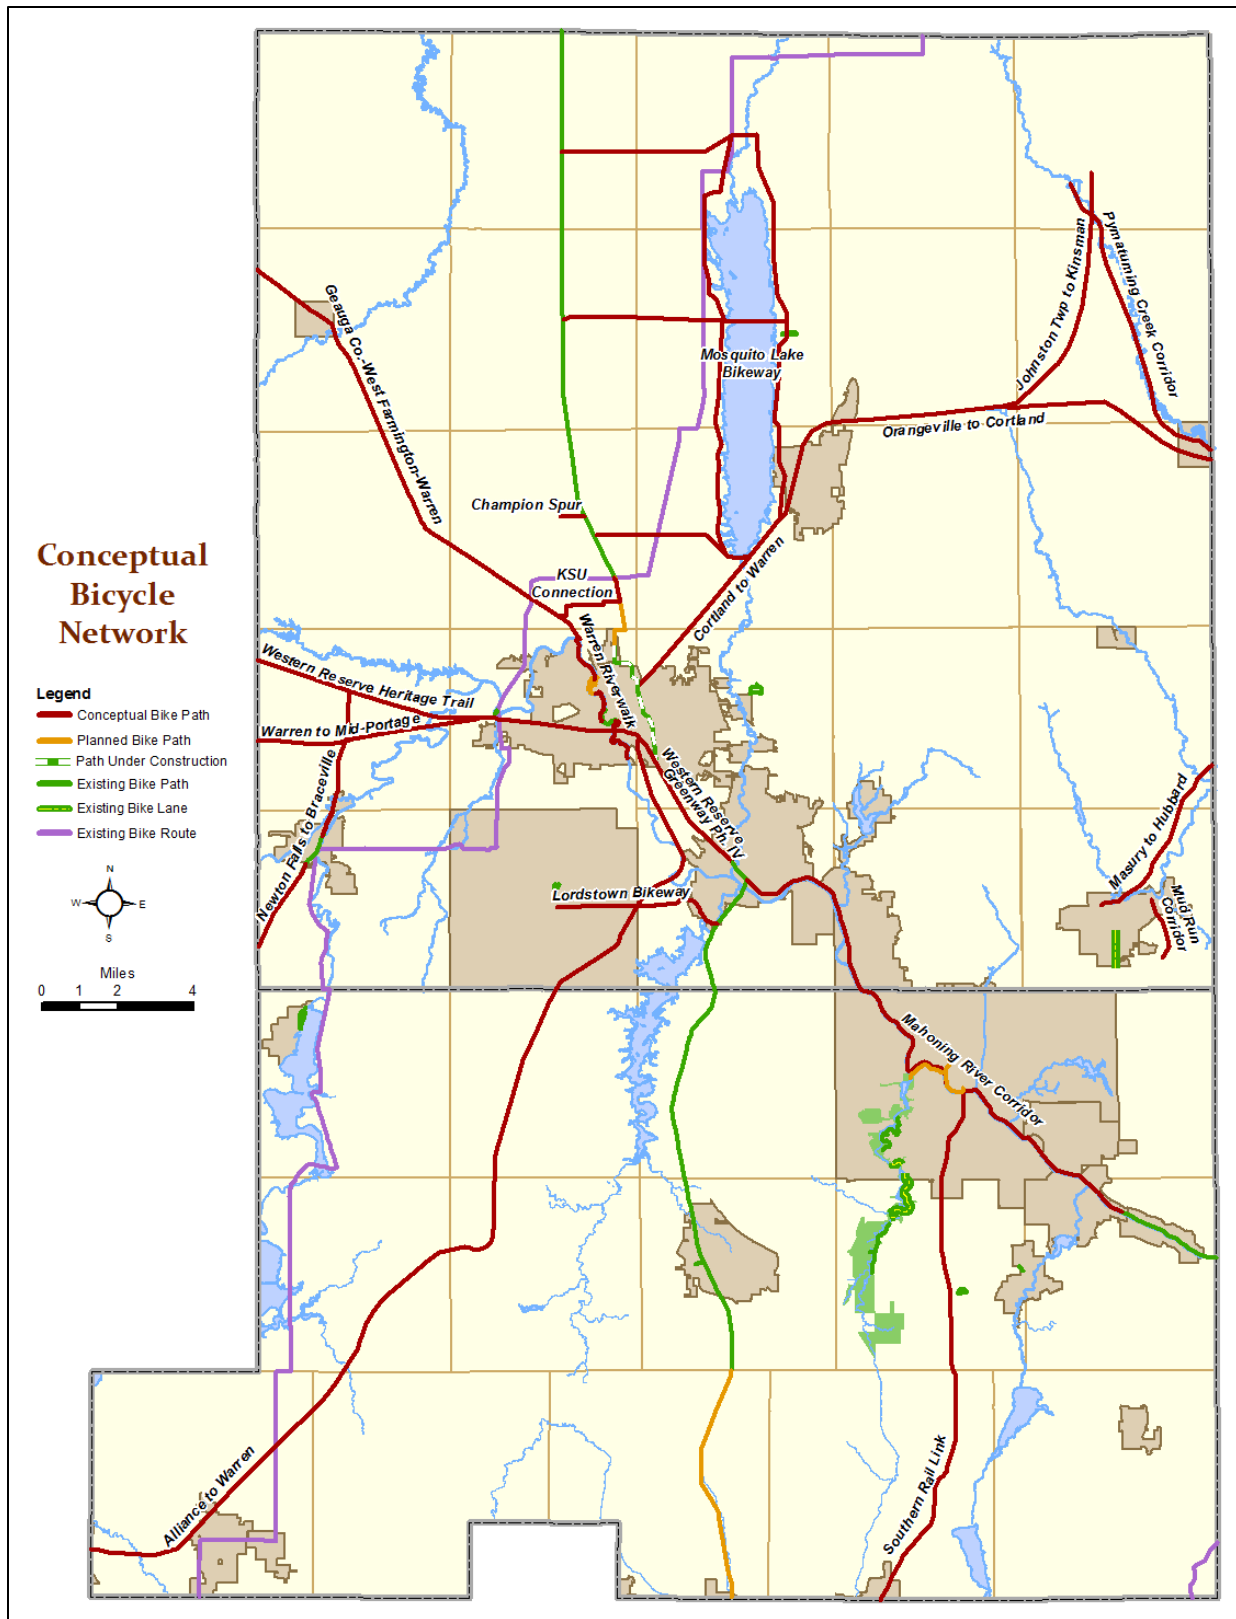 Conceptual
Bicycle
Network
Legend
Conceptual Bike Path
Planned Bike Path
Path Under Construction
Existing Bike Path
Existing Bike Lane
Existing Bike Route
N
W
E
S
Miles
0 1 2 4
Geauga Co.-West Farmington-Warren
Mosquito Lake
Bikeway
Johnston Twp to Kinsman
Pymatuming Creek Corridor
Orangeville to Cortland
Champion Spur
KSU
Connection
Cortland to Warren
Warren Riverwalk
Western Reserve Heritage Trail
Warren to Mid-Portage
Newton Falls to Braceville
Western Reserve
Greenway Ph. IV
Lordstown Bikeway
Masury to Hubbard
Mud Run
Corridor
Mahoning River Corridor
Alliance to Warren
Southern Rail Link